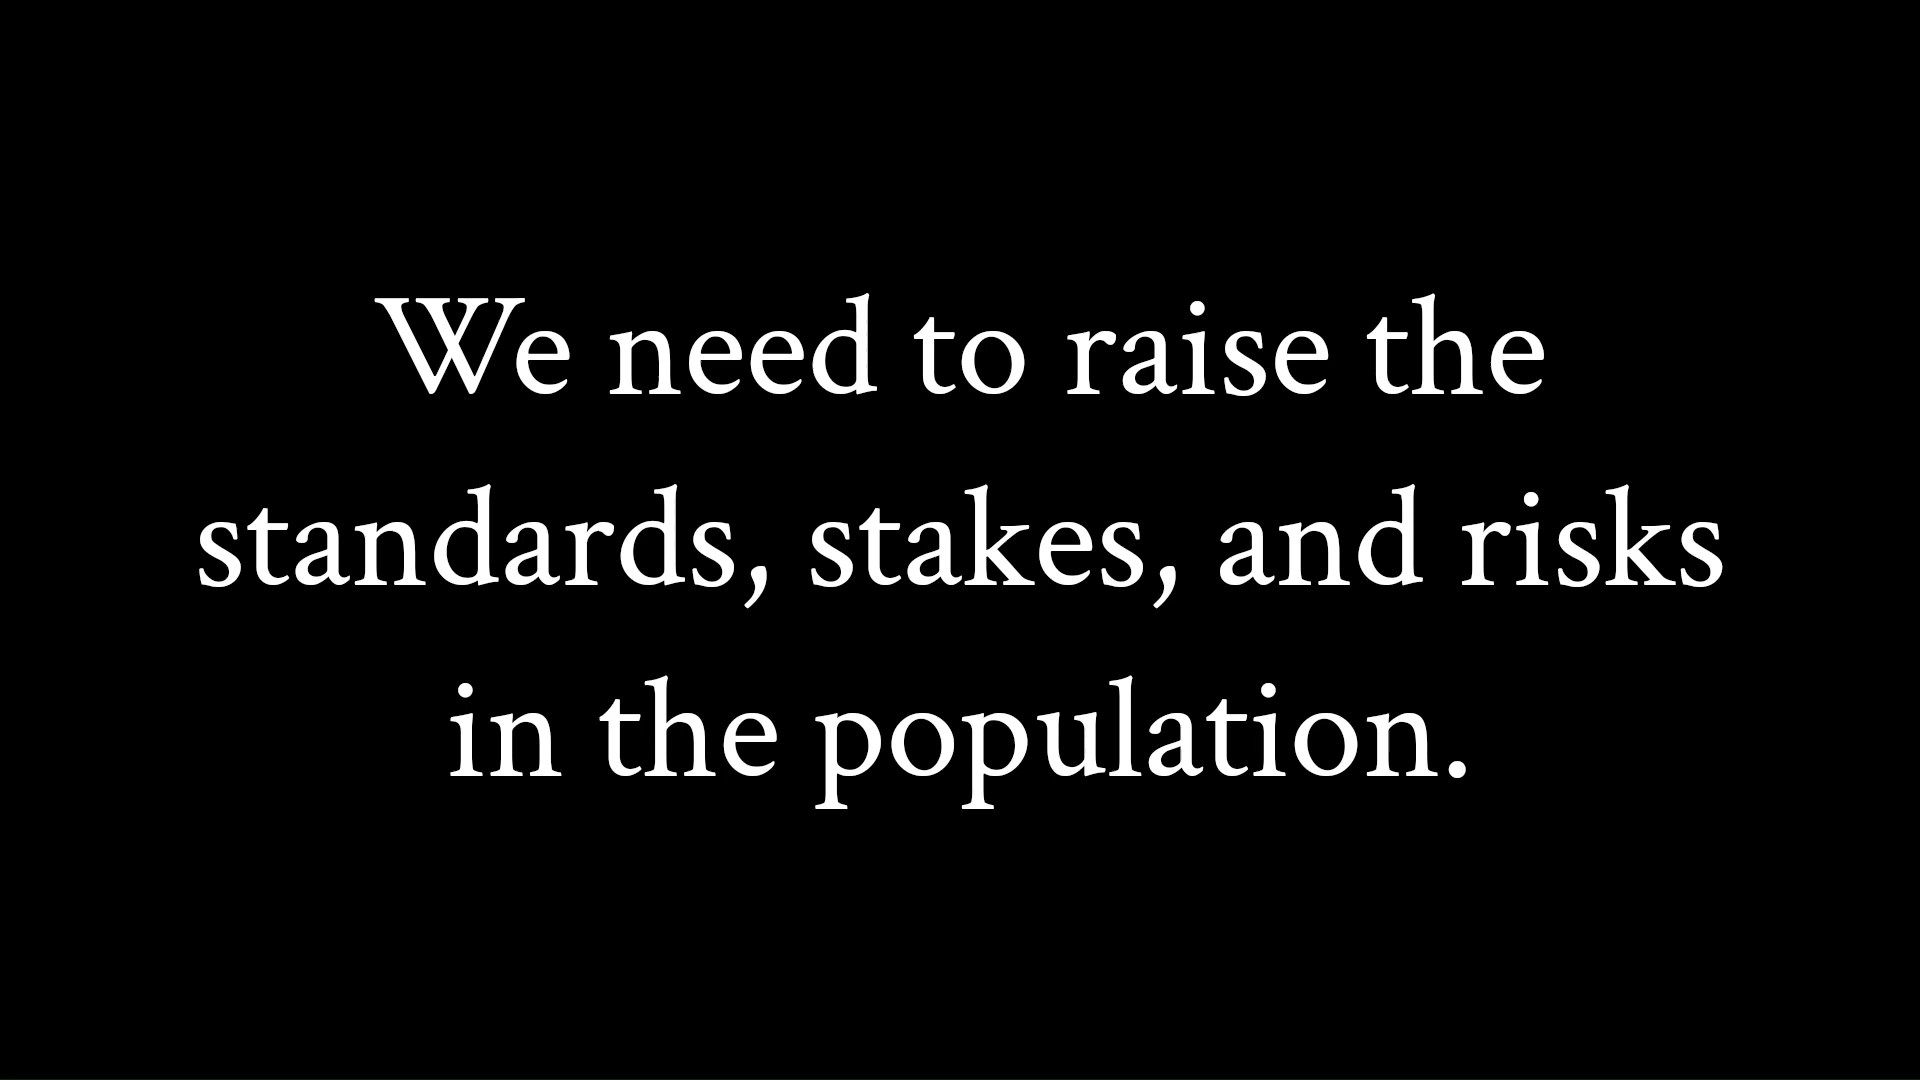 We need to raise the
standards, stakes, and risks
in the population.